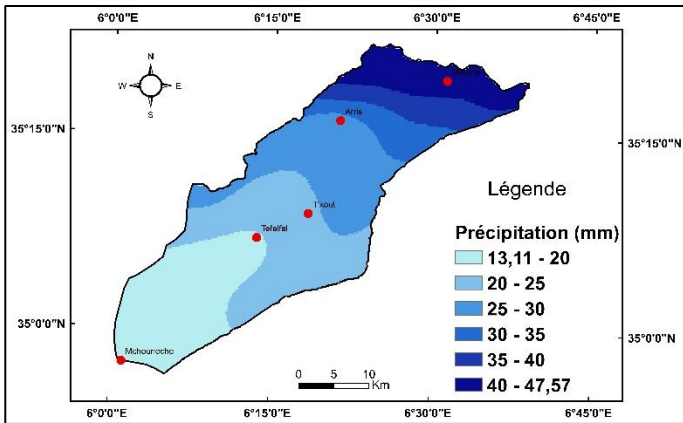 6°0'0"E 6°15'0"E 6°30'0"E 6°45'0"E
N
W E
S
Arris
35°15'0"N 35°15'0"N
Légende
T'kout
Précipitation (mm)
Tefalfal
13,11 - 20
20 - 25
25 - 30
35°0'0"N 35°0'0"N
30 - 35
35 - 40
0 5 10
Km
40 - 47,57
6°0'0"E 6°15'0"E 6°30'0"E 6°45'0"E